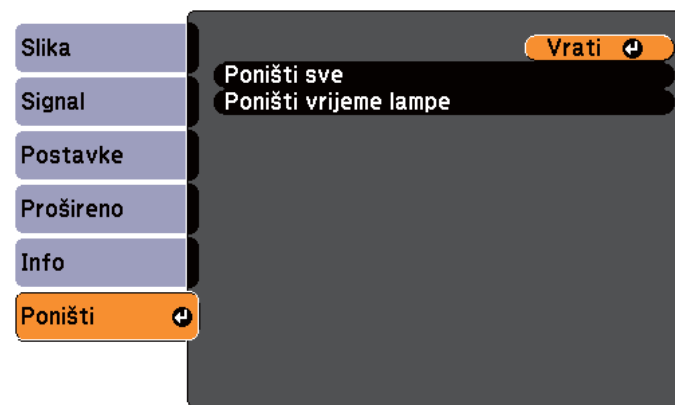 Slika
Signal
Postavke
Prošireno
Info
Poništi
Vrati
Poništi sve
Poništi vrijeme lampe